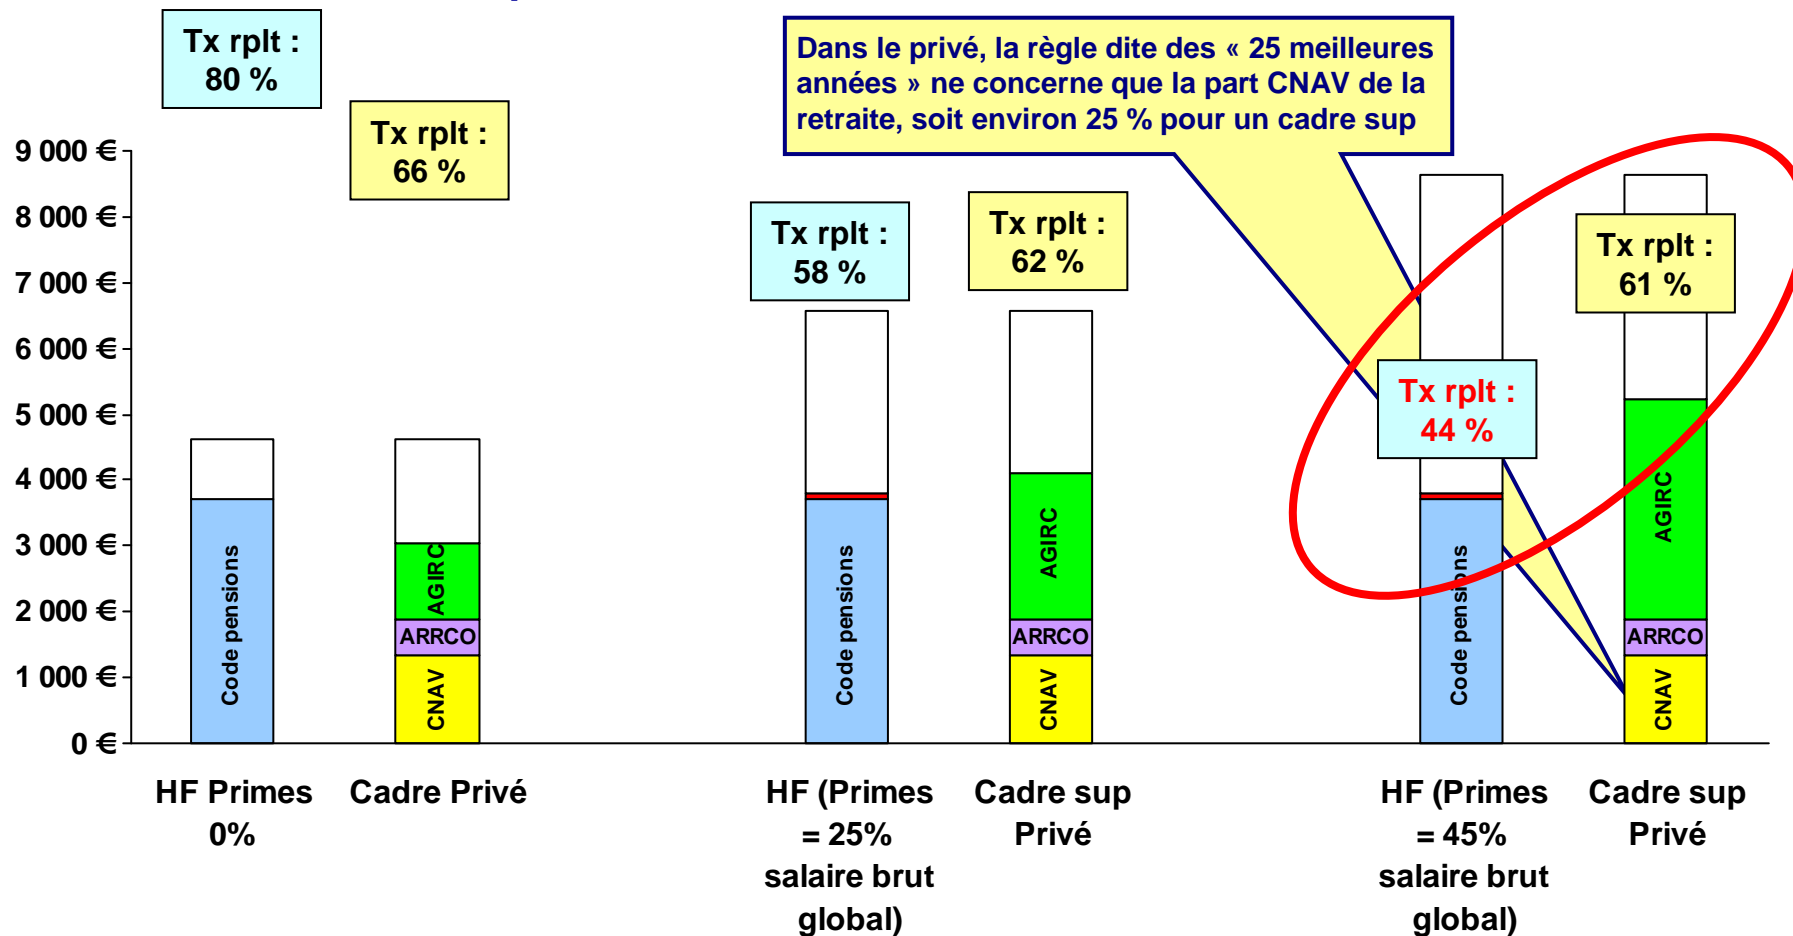 Tx rplt :
80 %
Tx rplt :
66 %
Dans le privé, la règle dite des « 25 meilleures
années » ne concerne que la part CNAV de la
retraite, soit environ 25 % pour un cadre sup
Tx rplt :
58 %
Tx rplt :
62 %
Tx rplt :
61 %
Tx rplt :
44 %
9 000 €
8 000 €
7 000 €
6 000 €
5 000 €
4 000 €
3 000 €
2 000 €
1 000 €
0 €
Code pensions
AGIRC
ARRCO
CNAV
Code pensions
AGIRC
ARRCO
CNAV
Code pensions
AGIRC
ARRCO
CNAV
HF Primes
0%
Cadre Privé
HF (Primes
= 25%
salaire brut
global)
Cadre sup
Privé
HF (Primes
= 45%
salaire brut
global)
Cadre sup
Privé